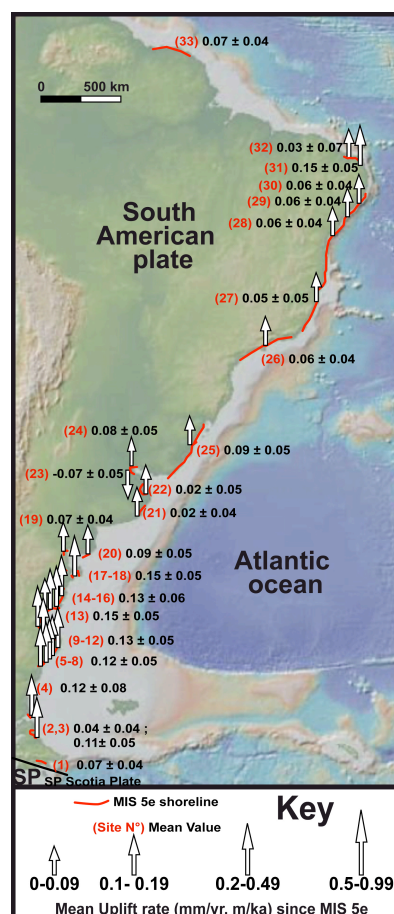 (33) 0.07 ± 0.04
0 500 km
(32) 0.03 ± 0.07
(31) 0.15 ± 0.05
(30) 0.06 ± 0.04
(29) 0.06 ± 0.04
(28) 0.06 ± 0.04
South
American
plate
(27) 0.05 ± 0.05
(26) 0.06 ± 0.04
(24) 0.08 ± 0.05
(25) 0.09 ± 0.05
(23) -0.07 ± 0.05
(22) 0.02 ± 0.05
(21) 0.02 ± 0.04
(19) 0.07 ± 0.04
(20) 0.09 ± 0.05
Atlantic
ocean
(17-18) 0.15 ± 0.05
(14-16) 0.13 ± 0.06
(13) 0.15 ± 0.05
(9-12) 0.13 ± 0.05
(5-8) 0.12 ± 0.05
(4) 0.12 ± 0.08
(2,3) 0.04 ± 0.04 ;
0.11± 0.05
(1) 0.07 ± 0.04
SP
SP Scotia Plate
MIS 5e shoreline
Key
(Site N°) Mean Value
0-0.09 0.1- 0.19 0.2-0.49 0.5-0.99
Mean Uplift rate (mm/yr, m/ka) since MIS 5e